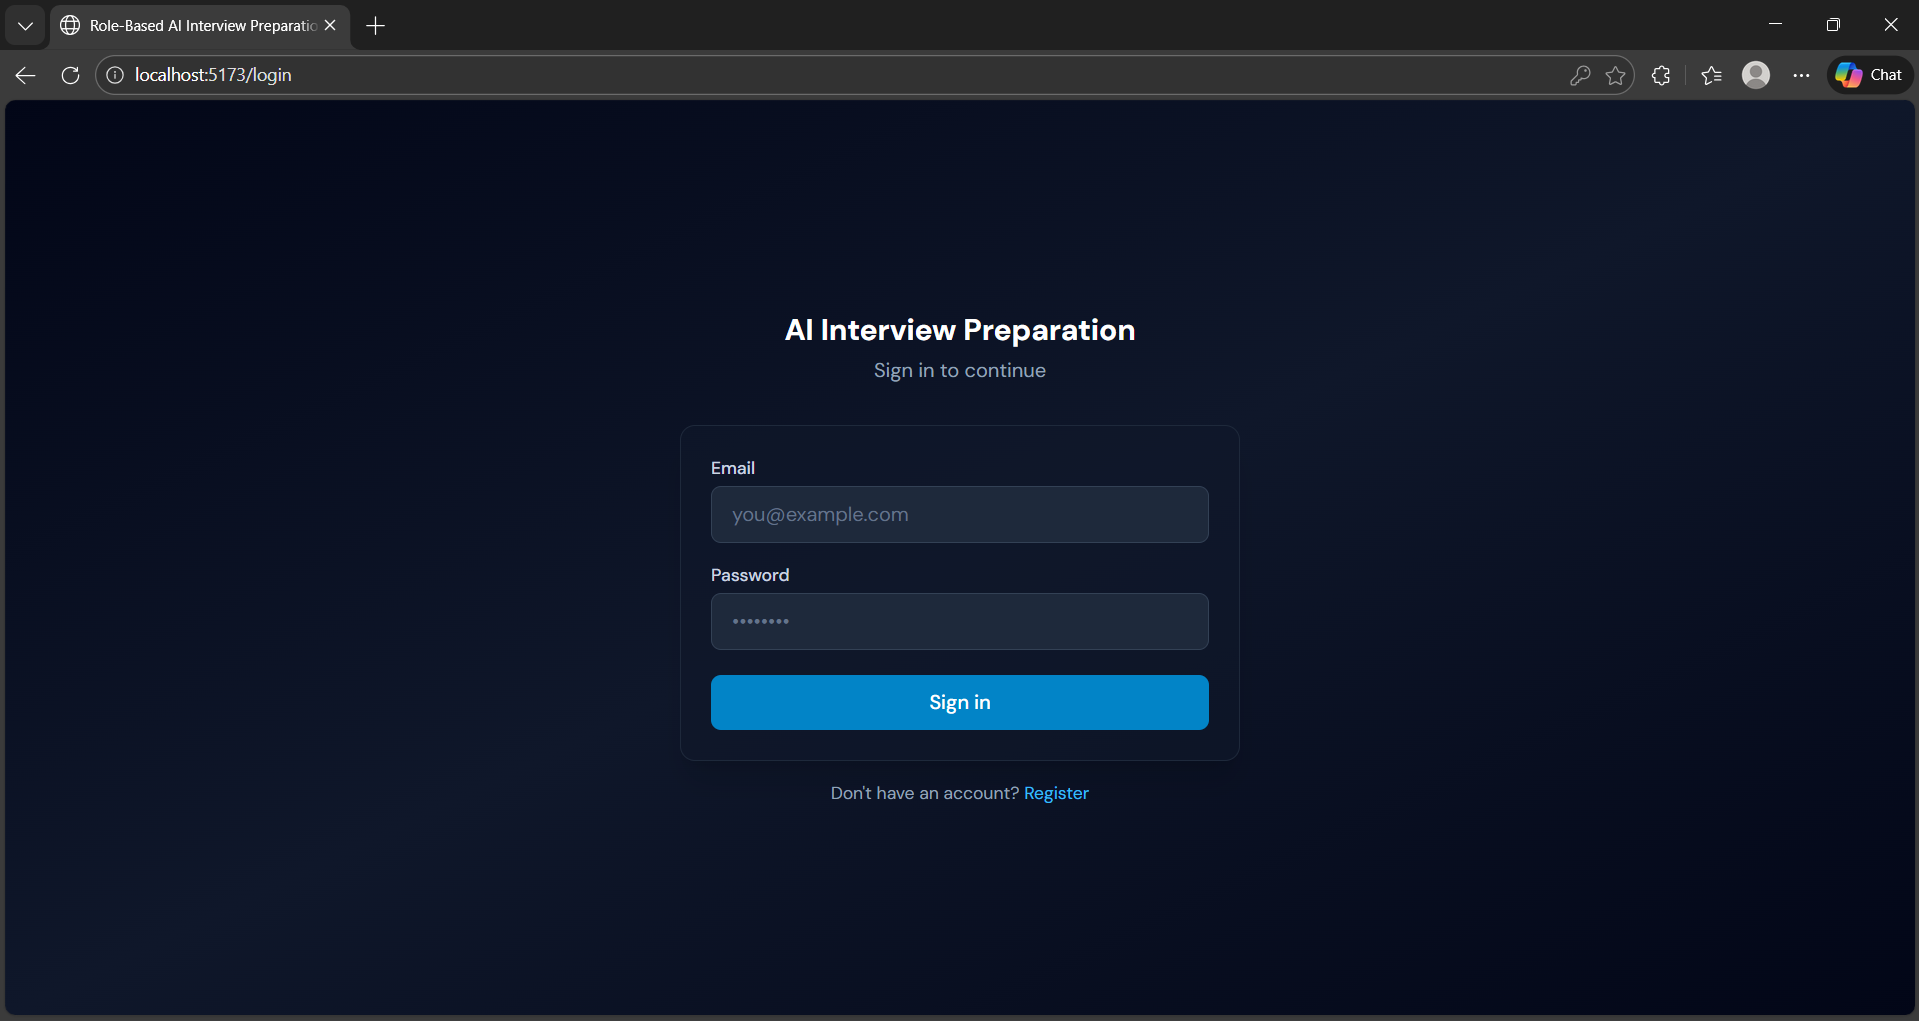 Role-Based AI Interview Preparatio
localhost:5173/login
Chat
AI Interview Preparation
Sign in to continue
Email
you@example.com
Password
••••••••
Sign in
Don't have an account? Register